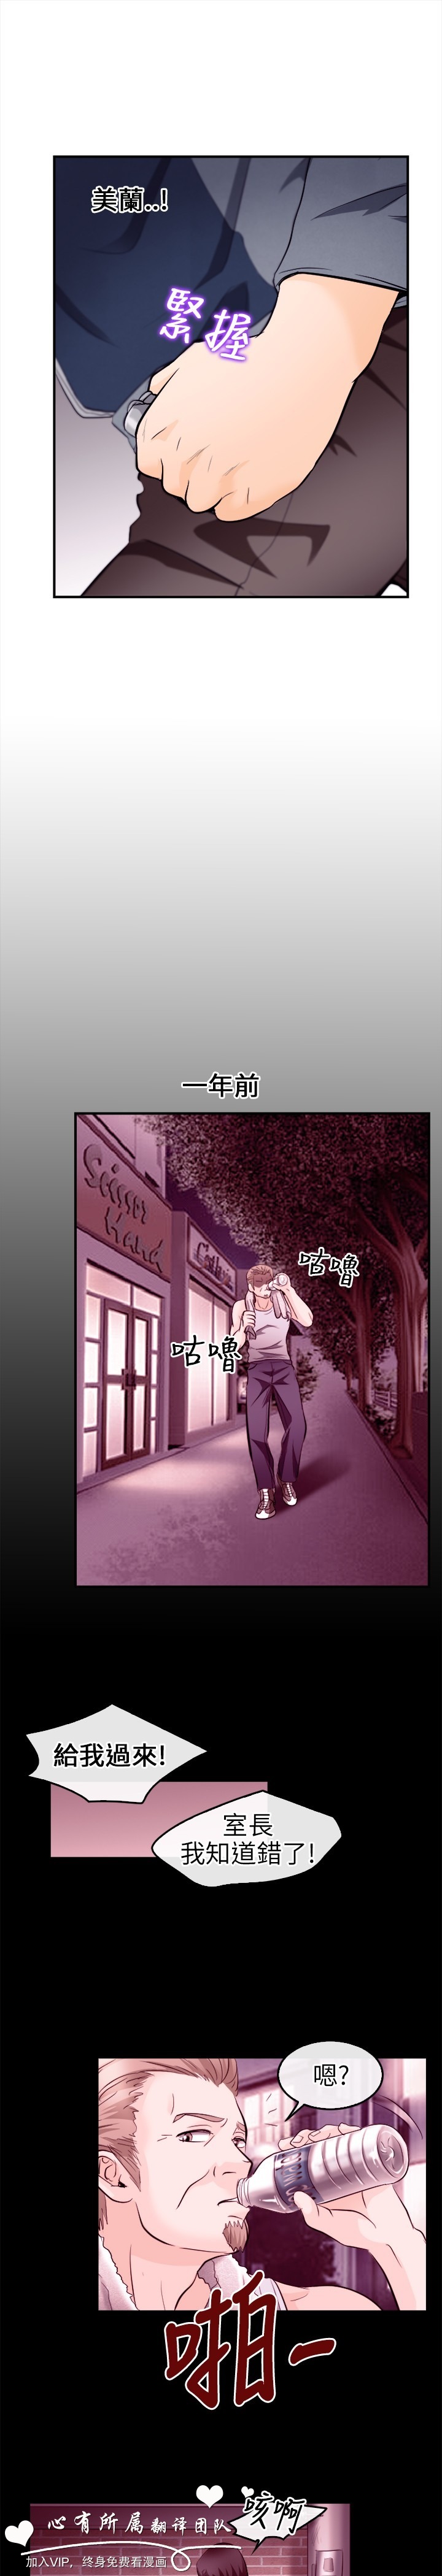 美蘭..!
緊握
一年前
Scissor
Hand
咕嚕
咕嚕
給我過來!
室長
我知道錯了!
嗯?
啪-
咳啊
心有所属翻译团队
加入VIP，终身免费看漫画